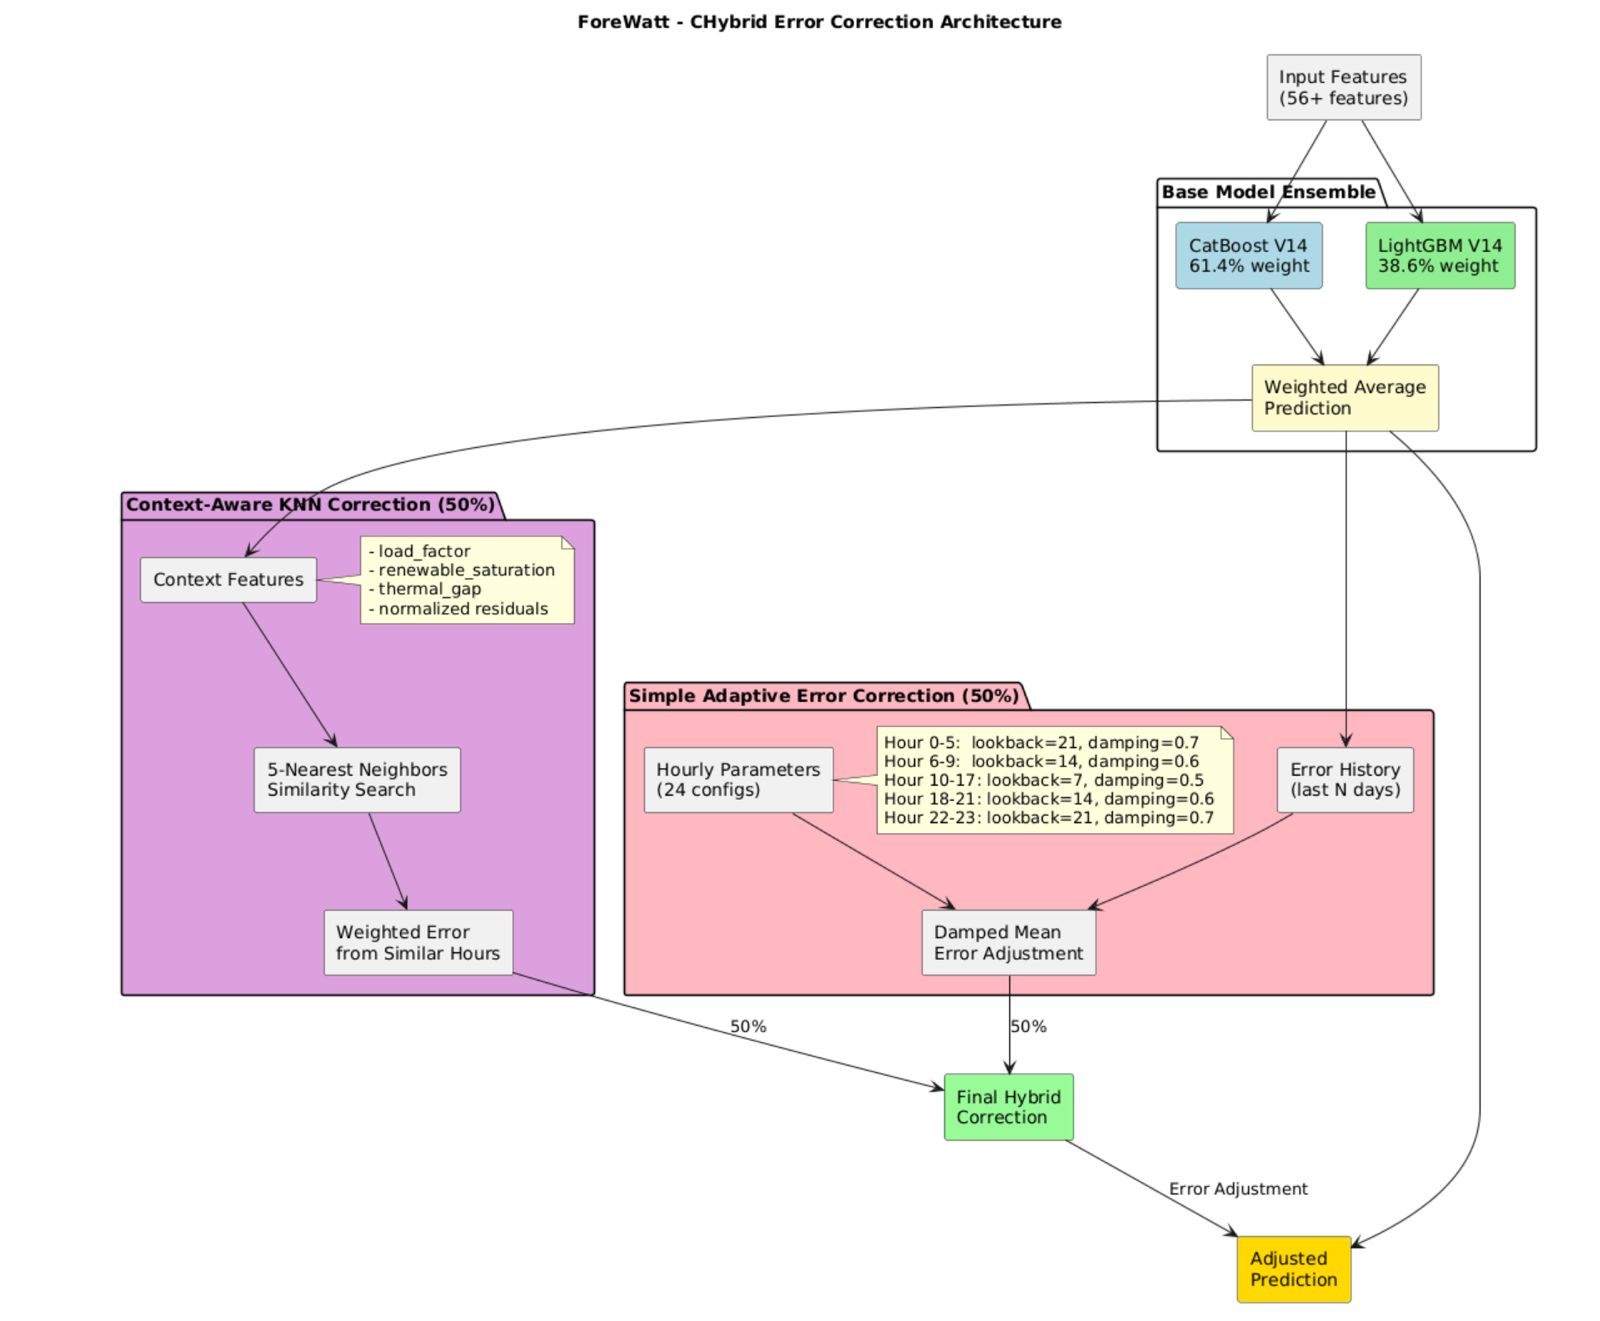 ForeWatt - CHybrid Error Correction Architecture
Input Features
(56+ features)
Base Model Ensemble
CatBoost V14
61.4% weight
LightGBM V14
38.6% weight
Weighted Average
Prediction
Context-Aware KNN Correction (50%)
Context Features
- load_factor
- renewable_saturation
- thermal_gap
- normalized residuals
5-Nearest Neighbors
Similarity Search
Weighted Error
from Similar Hours
Simple Adaptive Error Correction (50%)
Hourly Parameters
(24 configs)
Hour 0-5:  lookback=21, damping=0.7
Hour 6-9:  lookback=14, damping=0.6
Hour 10-17: lookback=7, damping=0.5
Hour 18-21: lookback=14, damping=0.6
Hour 22-23: lookback=21, damping=0.7
Error History
(last N days)
Damped Mean
Error Adjustment
50%
50%
Final Hybrid
Correction
Error Adjustment
Adjusted
Prediction